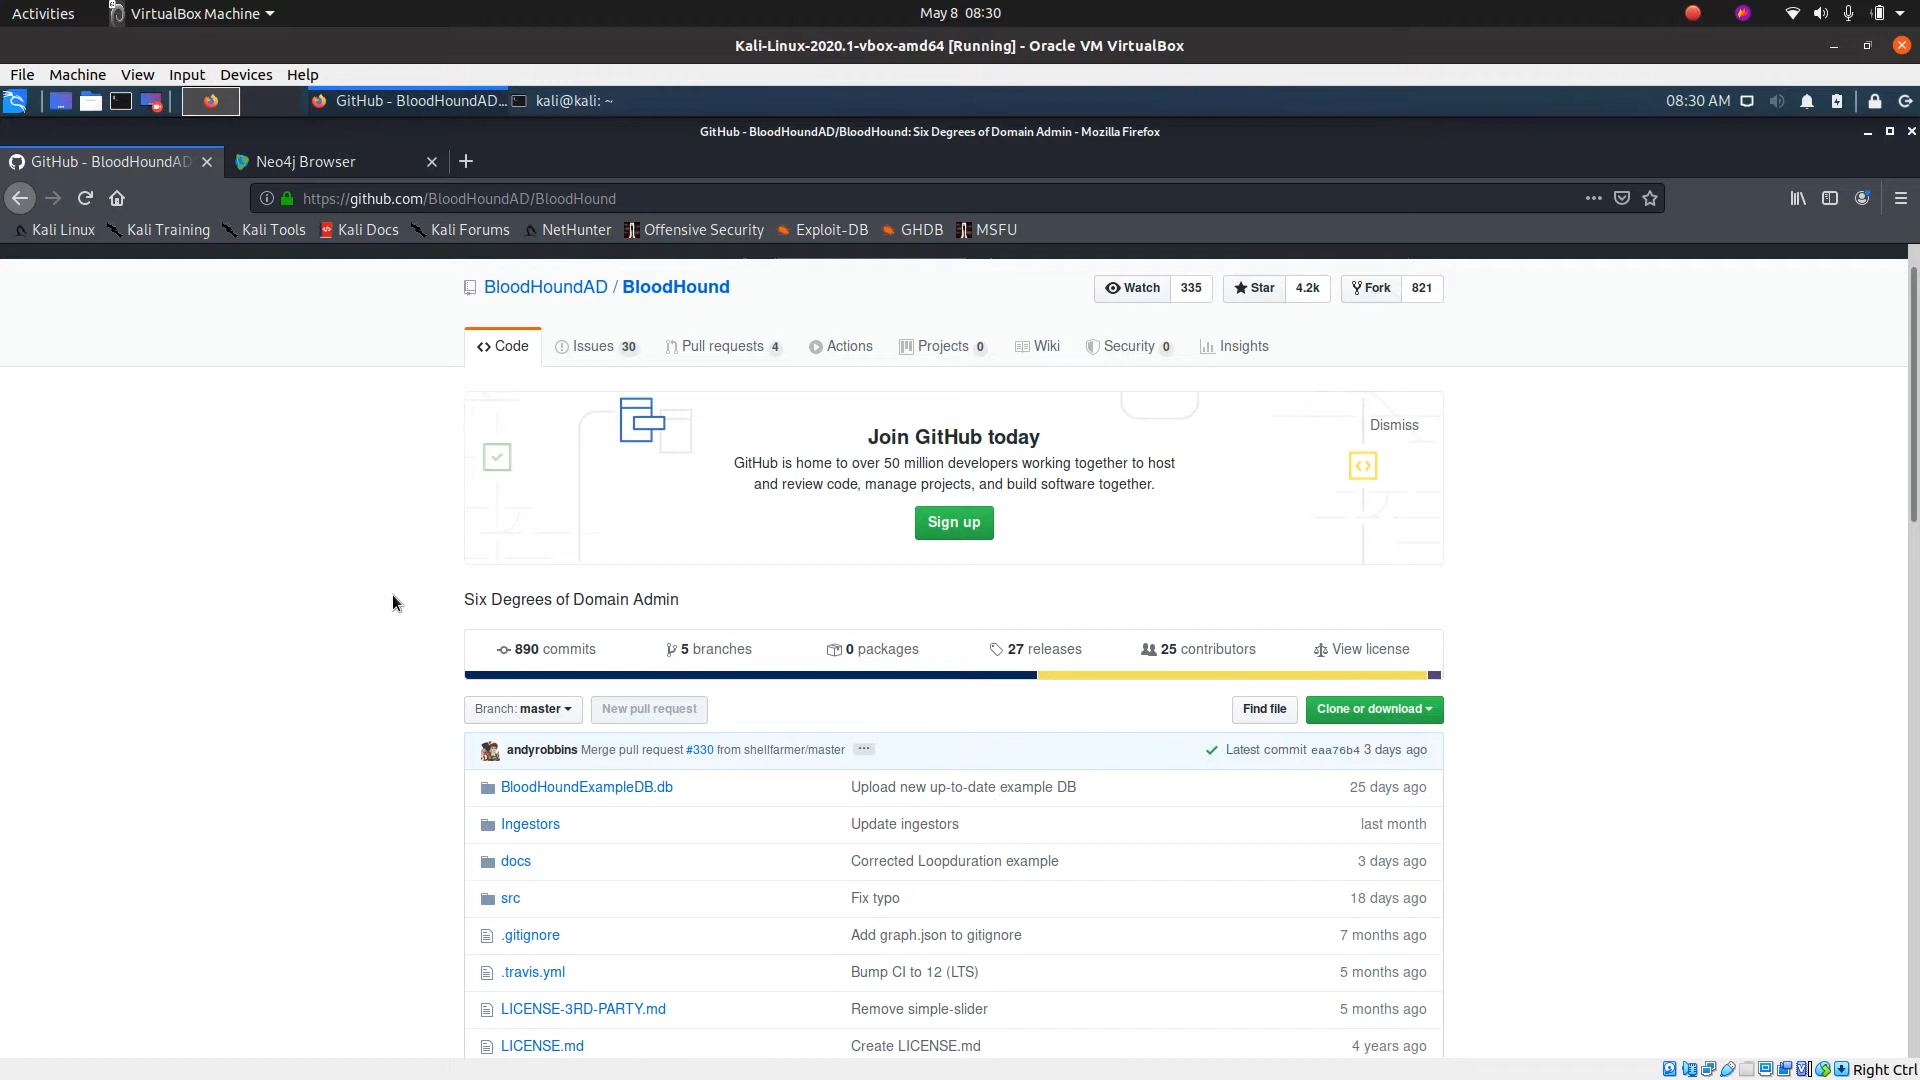 Activities VirtualBox Machine May 8 08:30
Kali-Linux-2020.1-vbox-amd64 [Running] - Oracle VM VirtualBox
File Machine View Input Devices Help
GitHub - BloodHoundAD... kali@kali: ~ 08:30 AM
GitHub - BloodHoundAD/BloodHound: Six Degrees of Domain Admin - Mozilla Firefox
GitHub - BloodHoundAD Neo4j Browser
https://github.com/BloodHoundAD/BloodHound
Kali Linux Kali Training Kali Tools Kali Docs Kali Forums NetHunter Offensive Security Exploit-DB GHDB MSFU
BloodHoundAD / BloodHound Watch 335 Star 4.2k Fork 821
Code Issues 30 Pull requests 4 Actions Projects 0 Wiki Security 0 Insights
Join GitHub today
Dismiss
GitHub is home to over 50 million developers working together to host
and review code, manage projects, and build software together.
Sign up
Six Degrees of Domain Admin
890 commits 5 branches 0 packages 27 releases 25 contributors View license
Branch: master New pull request Find file Clone or download
andyrobbins Merge pull request #330 from shellfarmer/master ... Latest commit eaa76b4 3 days ago
BloodHoundExampleDB.db Upload new up-to-date example DB 25 days ago
Ingestors Update ingestors last month
docs Corrected Loopduration example 3 days ago
src Fix typo 18 days ago
.gitignore Add graph.json to gitignore 7 months ago
.travis.yml Bump CI to 12 (LTS) 5 months ago
LICENSE-3RD-PARTY.md Remove simple-slider 5 months ago
LICENSE.md Create LICENSE.md 4 years ago
Right Ctrl